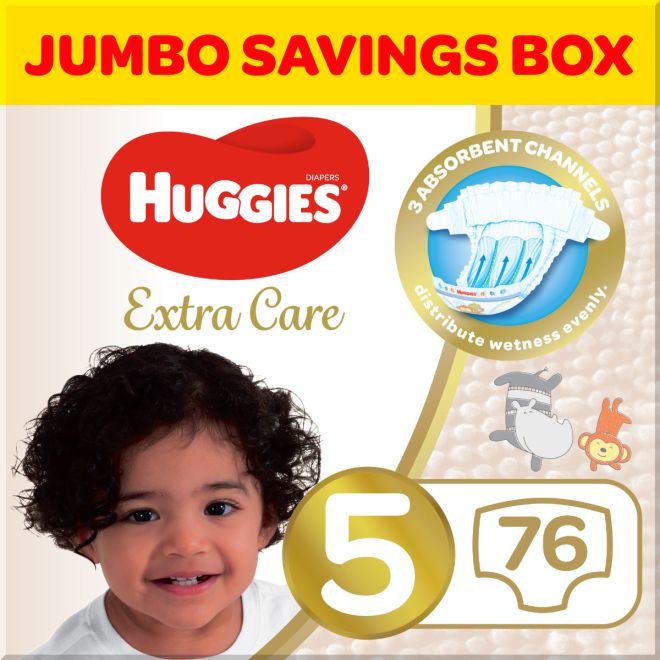 JUMBO SAVINGS BOX
DIAPERS
HUGGIES®
Extra Care
3 ABSORBENT CHANNELS
distribute wetness evenly.
Huggies
5
76